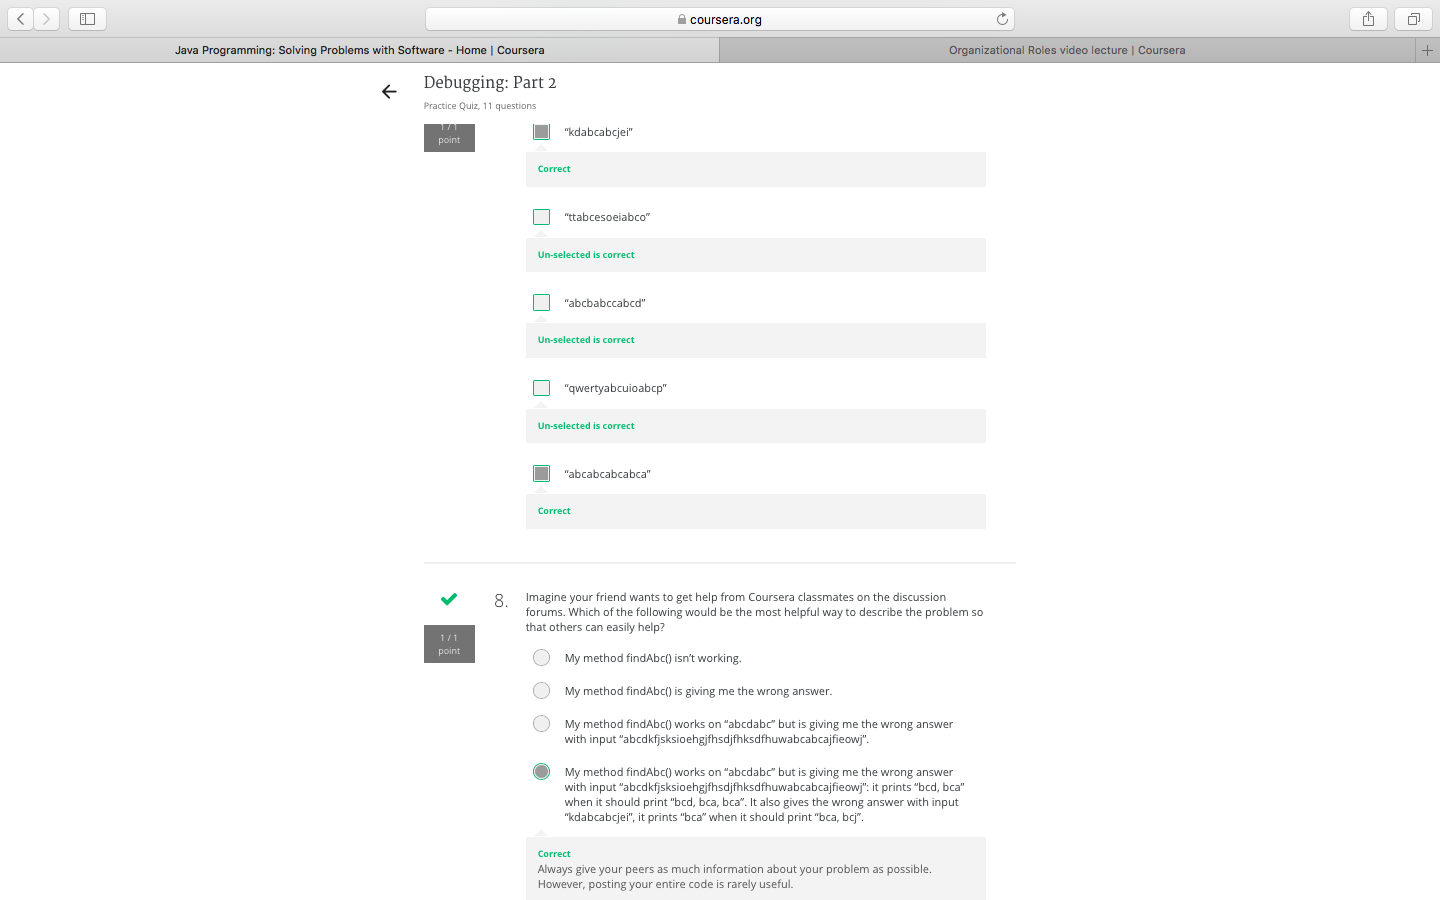 coursera.org
Java Programming: Solving Problems with Software - Home | Coursera
Organizational Roles video lecture | Coursera
Debugging: Part 2
Practice Quiz, 11 questions
1 / 1
point
“kdabcabcjei”
Correct
“ttabcesoeiabco”
Un-selected is correct
“abcbabccabcd”
Un-selected is correct
“qwertyabcuioabcp”
Un-selected is correct
“abcabcabcabca”
Correct
1 / 1
point
8.
Imagine your friend wants to get help from Coursera classmates on the discussion
forums. Which of the following would be the most helpful way to describe the problem so
that others can easily help?
My method findAbc() isn’t working.
My method findAbc() is giving me the wrong answer.
My method findAbc() works on “abcdabc” but is giving me the wrong answer
with input “abcdkfjsksioehgjfhsdjfhksdfhuwabcabcajfieowj”.
My method findAbc() works on “abcdabc” but is giving me the wrong answer
with input “abcdkfjsksioehgjfhsdjfhksdfhuwabcabcajfieowj”: it prints “bcd, bca”
when it should print “bcd, bca, bca”. It also gives the wrong answer with input
“kdabcabcjei”, it prints “bca” when it should print “bca, bcj”.
Correct
Always give your peers as much information about your problem as possible.
However, posting your entire code is rarely useful.